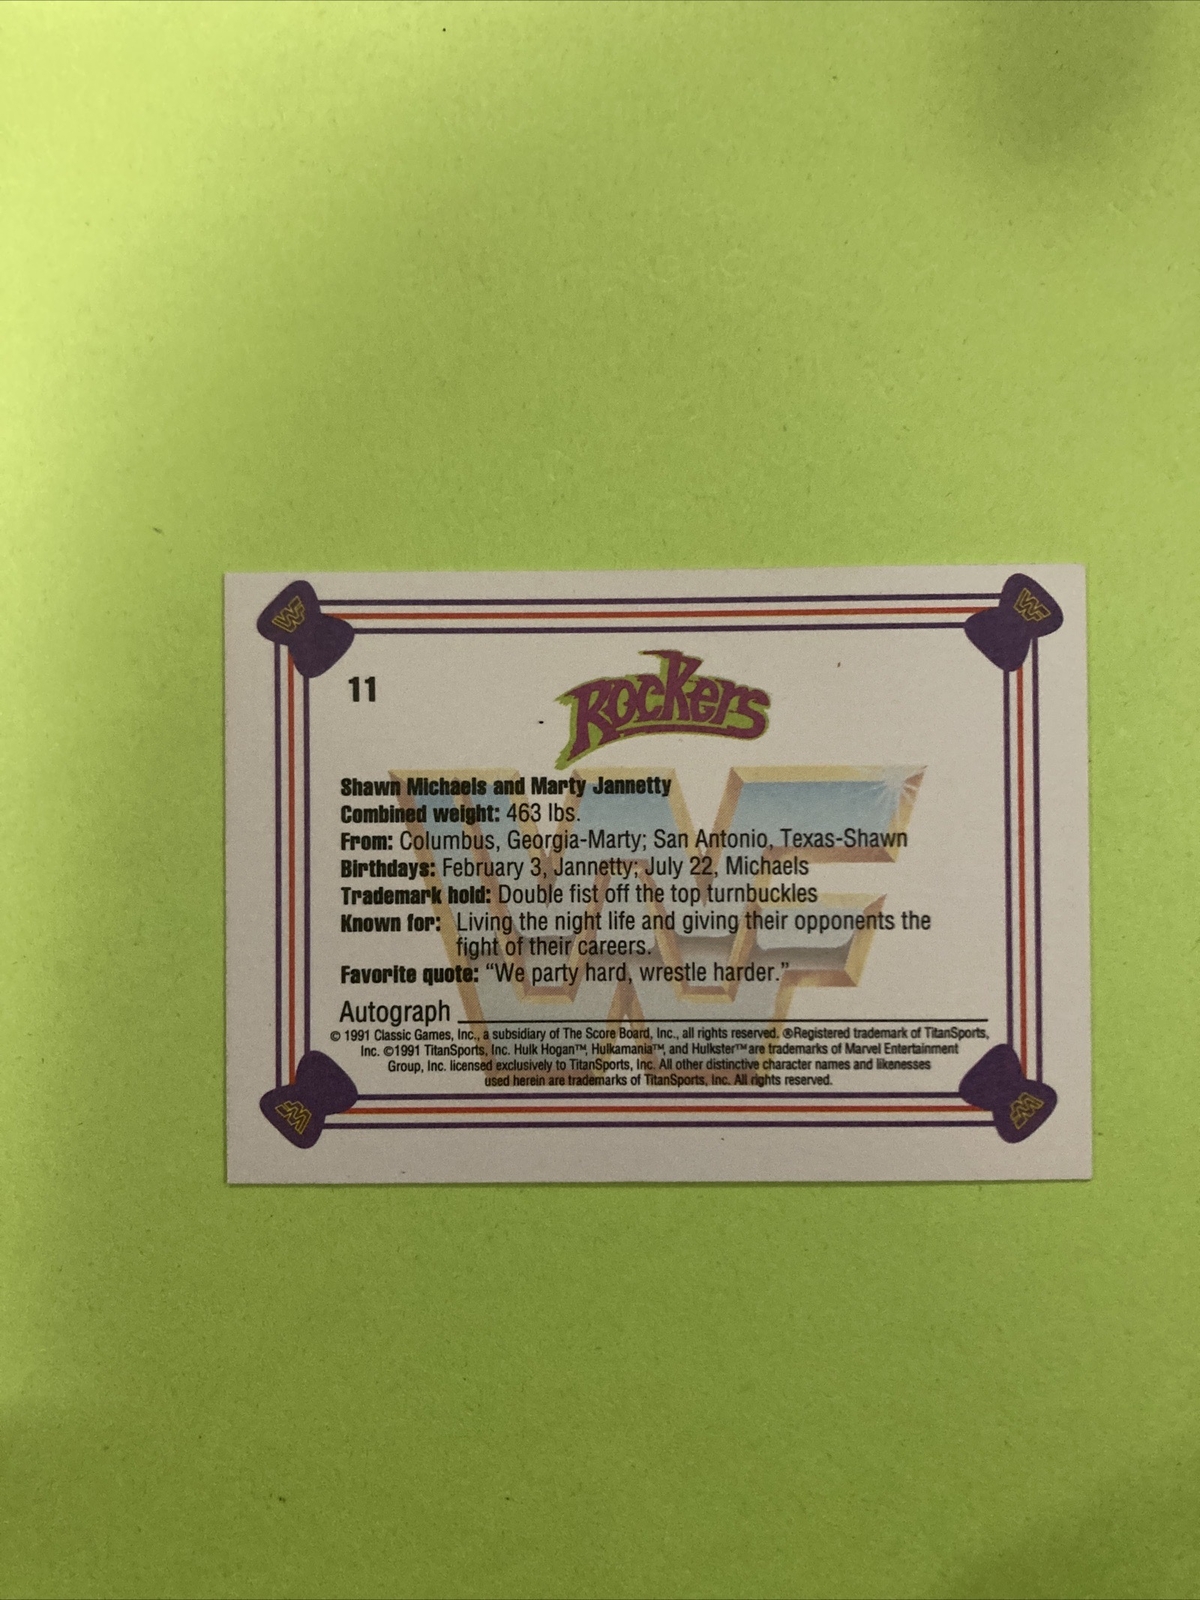 11
Rockers
Shawn Michaels and Marty Jannetty
Combined weight: 463 lbs.
From: Columbus, Georgia-Marty; San Antonio, Texas-Shawn
Birthdays: February 3, Jannetty; July 22, Michaels
Trademark hold: Double fist off the top turnbuckles
Known for: Living the night life and giving their opponents the
fight of their careers.
Favorite quote: “We party hard, wrestle harder.”
Autograph
© 1991 Classic Games, Inc., a subsidiary of The Score Board, Inc., all rights reserved. ®Registered trademark of TitanSports,
Inc. ©1991 TitanSports, Inc. Hulk Hogan™, Hulkamania™, and Hulkster™ are trademarks of Marvel Entertainment
Group, Inc. licensed exclusively to TitanSports, Inc. All other distinctive character names and likenesses
used herein are trademarks of TitanSports, Inc. All rights reserved.
WF
WF
WF
WF
WF